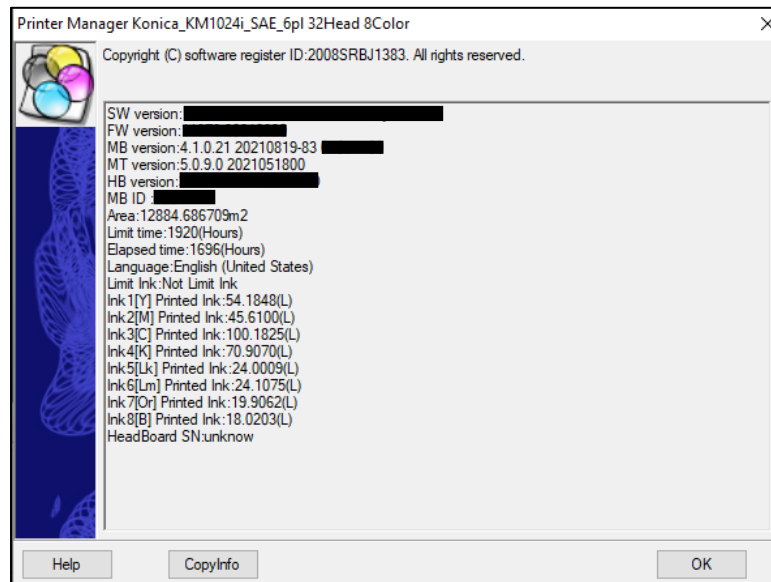 Printer Manager Konica_KM1024i_SAE_6pl 32Head 8Color
Copyright (C) software register ID:2008SRBJ1383. All rights reserved.
SW version:
FW version:
MB version:4.1.0.21 20210819-83
MT version:5.0.9.0 2021051800
HB version:
MB ID :
Area:12884.686709m2
Limit time:1920(Hours)
Elapsed time:1696(Hours)
Language:English (United States)
Limit Ink:Not Limit Ink
Ink1[Y] Printed Ink:54.1848(L)
Ink2[M] Printed Ink:45.6100(L)
Ink3[C] Printed Ink:100.1825(L)
Ink4[K] Printed Ink:70.9070(L)
Ink5[Lk] Printed Ink:24.0009(L)
Ink6[Lm] Printed Ink:24.1075(L)
Ink7[Or] Printed Ink:19.9062(L)
Ink8[B] Printed Ink:18.0203(L)
HeadBoard SN:unknow
Help
CopyInfo
OK